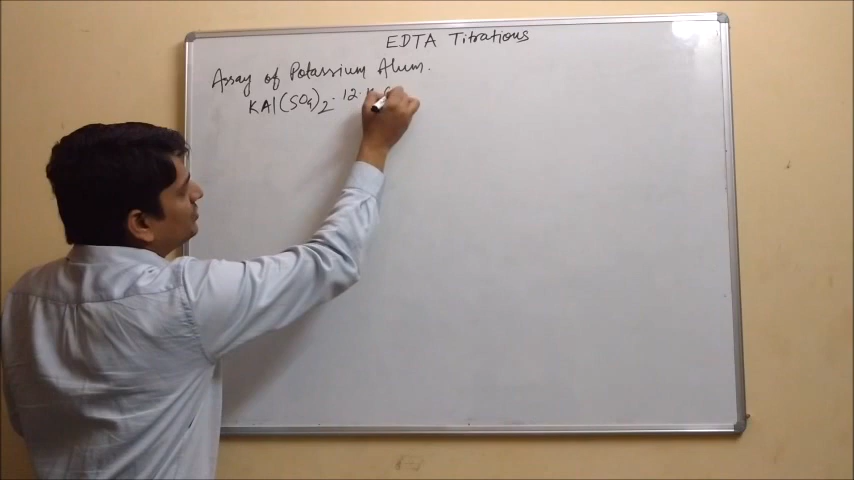 EDTA Titrations
Assay of Potassium Alum.
KAl(SO4)2. 12.